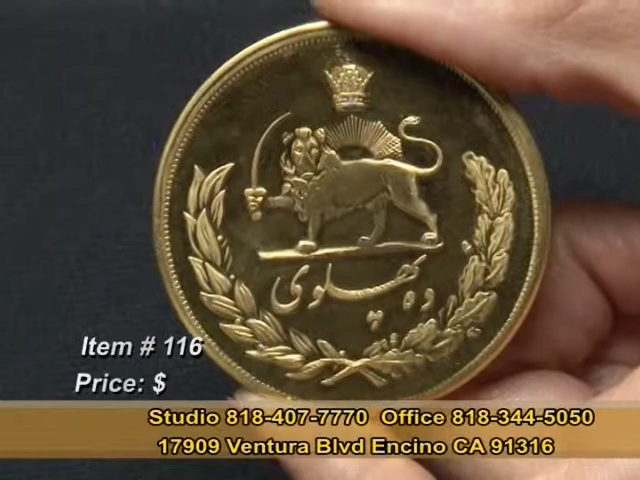 ده پهلوی
Item # 116
Price: $
Studio 818-407-7770 Office 818-344-5050
17909 Ventura Blvd Encino CA 91316